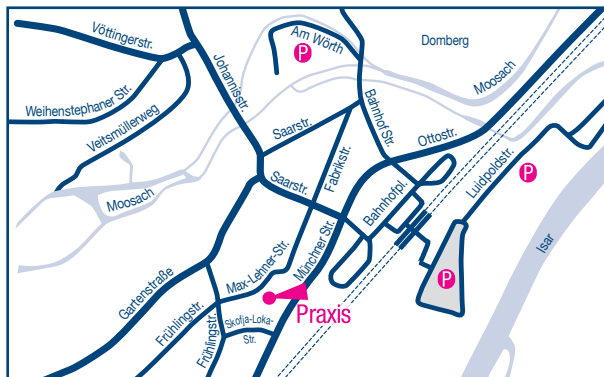 Vöttingerstr.
Johannisstr.
Am Wörth
P
Domberg
Moosach
Weihenstephaner Str.
Veitsmüllerweg
Saarstr.
Bahnhof Str.
Ottostr.
Fabrikstr.
Luidpoldstr.
P
Moosach
Saarstr.
Bahnhofpl.
Isar
Gartenstraße
Max-Lehner-Str.
Münchner Str.
P
Praxis
Frühlingstr.
Frühlingstr.
Skofja-Loka-
Str.